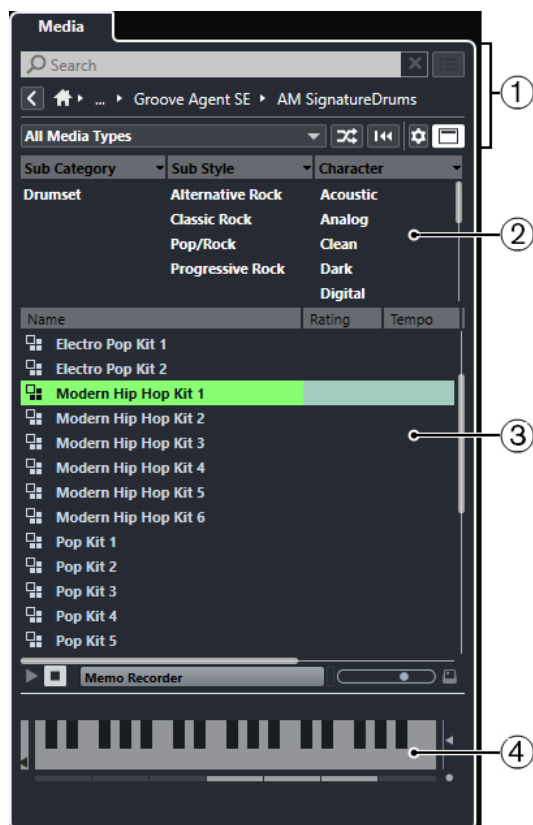 Media
Search
... Groove Agent SE AM SignatureDrums
All Media Types
Sub Category Sub Style Character
Drumset Alternative Rock Acoustic
Classic Rock Analog
Pop/Rock Clean
Progressive Rock Dark
Digital
Name Rating Tempo
Electro Pop Kit 1
Electro Pop Kit 2
Modern Hip Hop Kit 1
Modern Hip Hop Kit 2
Modern Hip Hop Kit 3
Modern Hip Hop Kit 4
Modern Hip Hop Kit 5
Modern Hip Hop Kit 6
Pop Kit 1
Pop Kit 2
Pop Kit 3
Pop Kit 4
Pop Kit 5
Memo Recorder
1
2
3
4